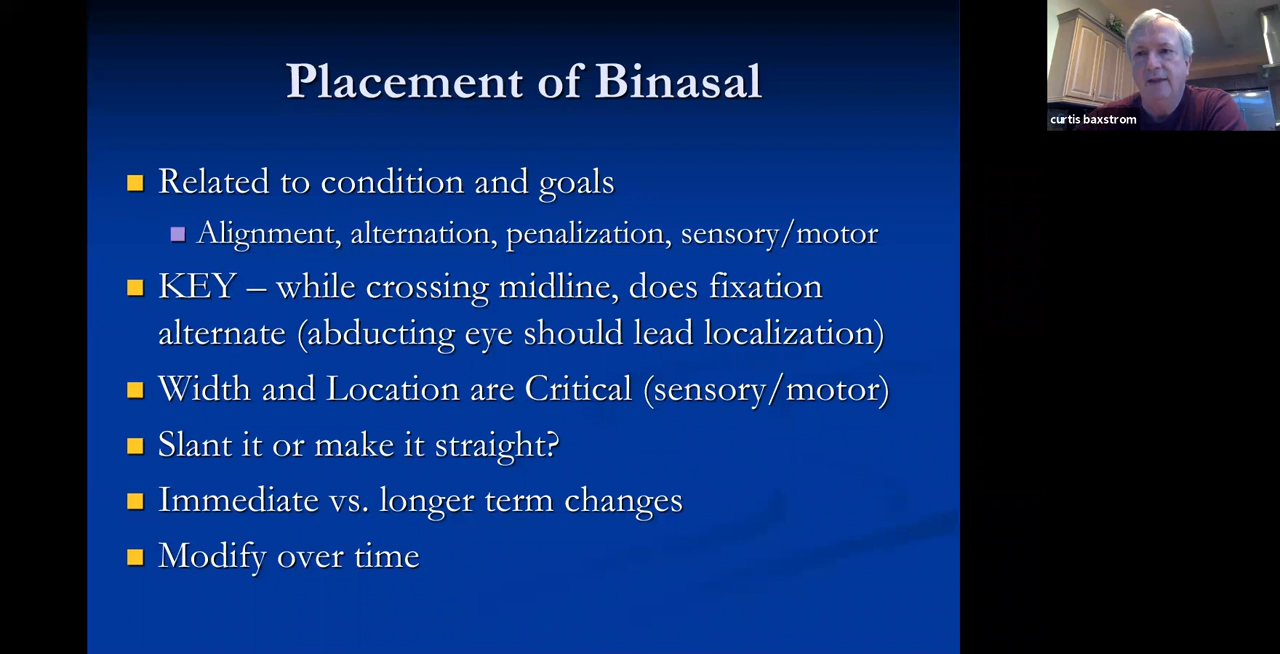 Placement of Binasal
Related to condition and goals
Alignment, alternation, penalization, sensory/motor
KEY – while crossing midline, does fixation
alternate (abducting eye should lead localization)
Width and Location are Critical (sensory/motor)
Slant it or make it straight?
Immediate vs. longer term changes
Modify over time
curtis baxstrom